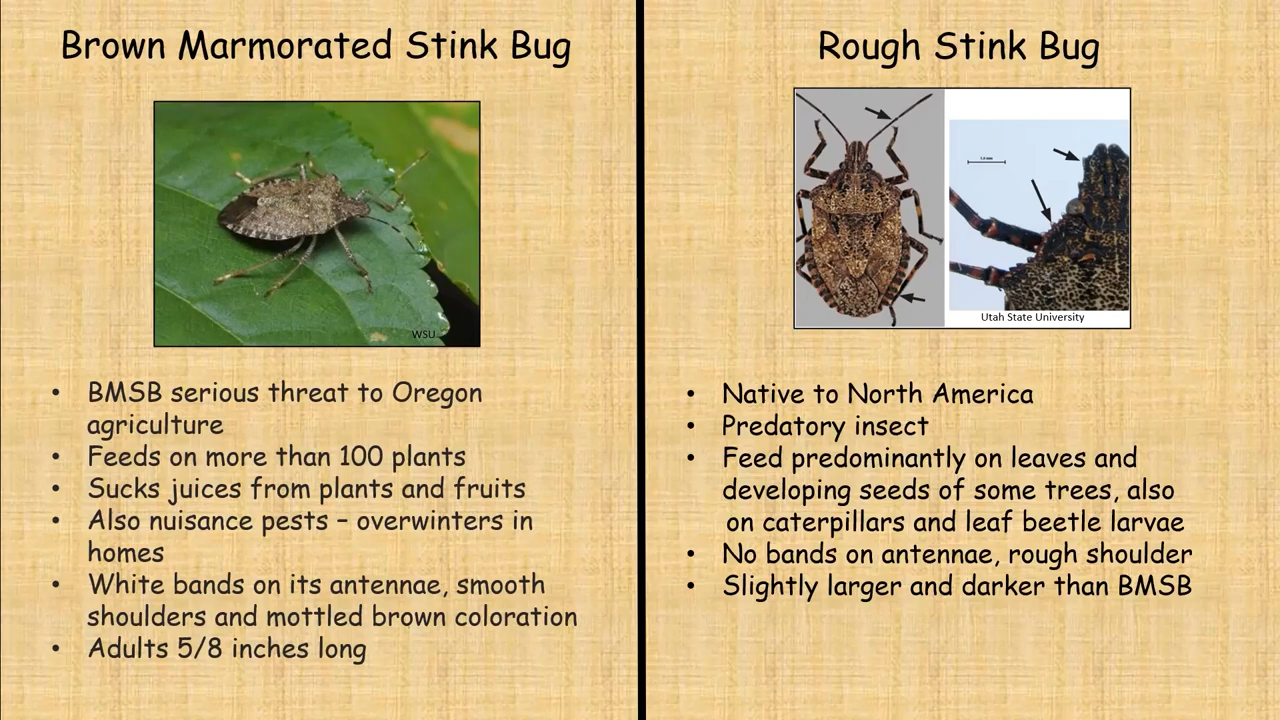 Brown Marmorated Stink Bug
WSU
• BMSB serious threat to Oregon
agriculture
• Feeds on more than 100 plants
• Sucks juices from plants and fruits
• Also nuisance pests – overwinters in
homes
• White bands on its antennae, smooth
shoulders and mottled brown coloration
• Adults 5/8 inches long
Rough Stink Bug
Utah State University
• Native to North America
• Predatory insect
• Feed predominantly on leaves and
developing seeds of some trees, also
on caterpillars and leaf beetle larvae
• No bands on antennae, rough shoulder
• Slightly larger and darker than BMSB